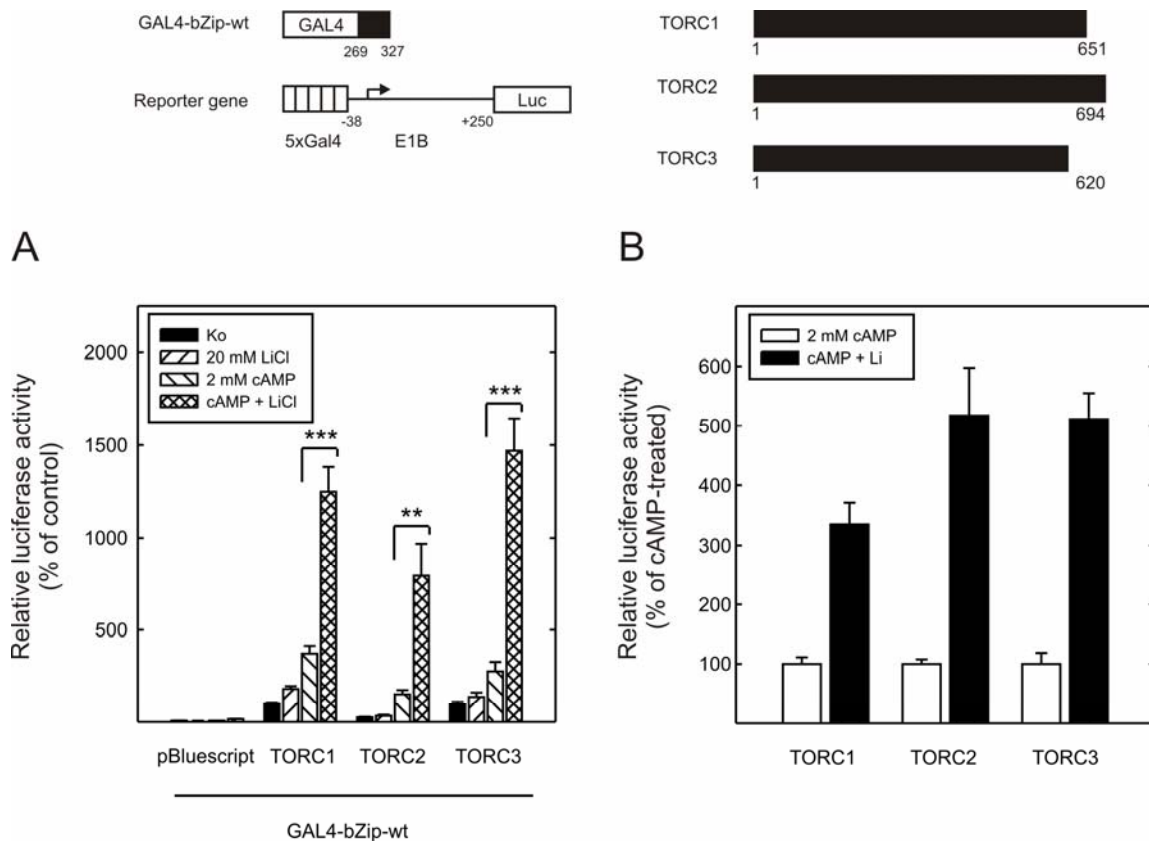 GAL4-bZip-wt
GAL4
269 327
Reporter gene
Luc
-38 +250
5xGal4 E1B
TORC1
1 651
TORC2
1 694
TORC3
1 620
A
Relative luciferase activity
(% of control)
2000
1500
1000
500
Ko
20 mM LiCl
2 mM cAMP
cAMP + LiCl
***
**
***
pBluescript TORC1 TORC2 TORC3
GAL4-bZip-wt
B
Relative luciferase activity
(% of cAMP-treated)
600
500
400
300
200
100
2 mM cAMP
cAMP + Li
TORC1 TORC2 TORC3